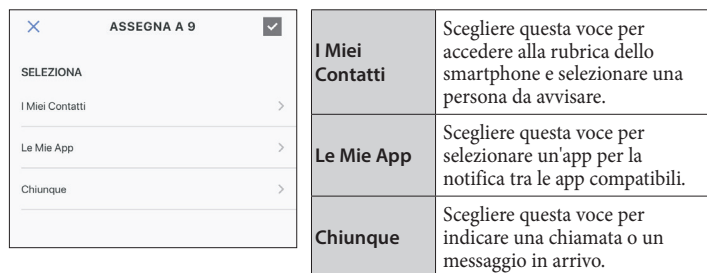 ASSEGNA A 9
SELEZIONA
I Miei Contatti
Le Mie App
Chiunque
I Miei
Contatti
Scegliere questa voce per
accedere alla rubrica dello
smartphone e selezionare una
persona da avvisare.
Le Mie App
Scegliere questa voce per
selezionare un'app per la
notifica tra le app compatibili.
Chiunque
Scegliere questa voce per
indicare una chiamata o un
messaggio in arrivo.